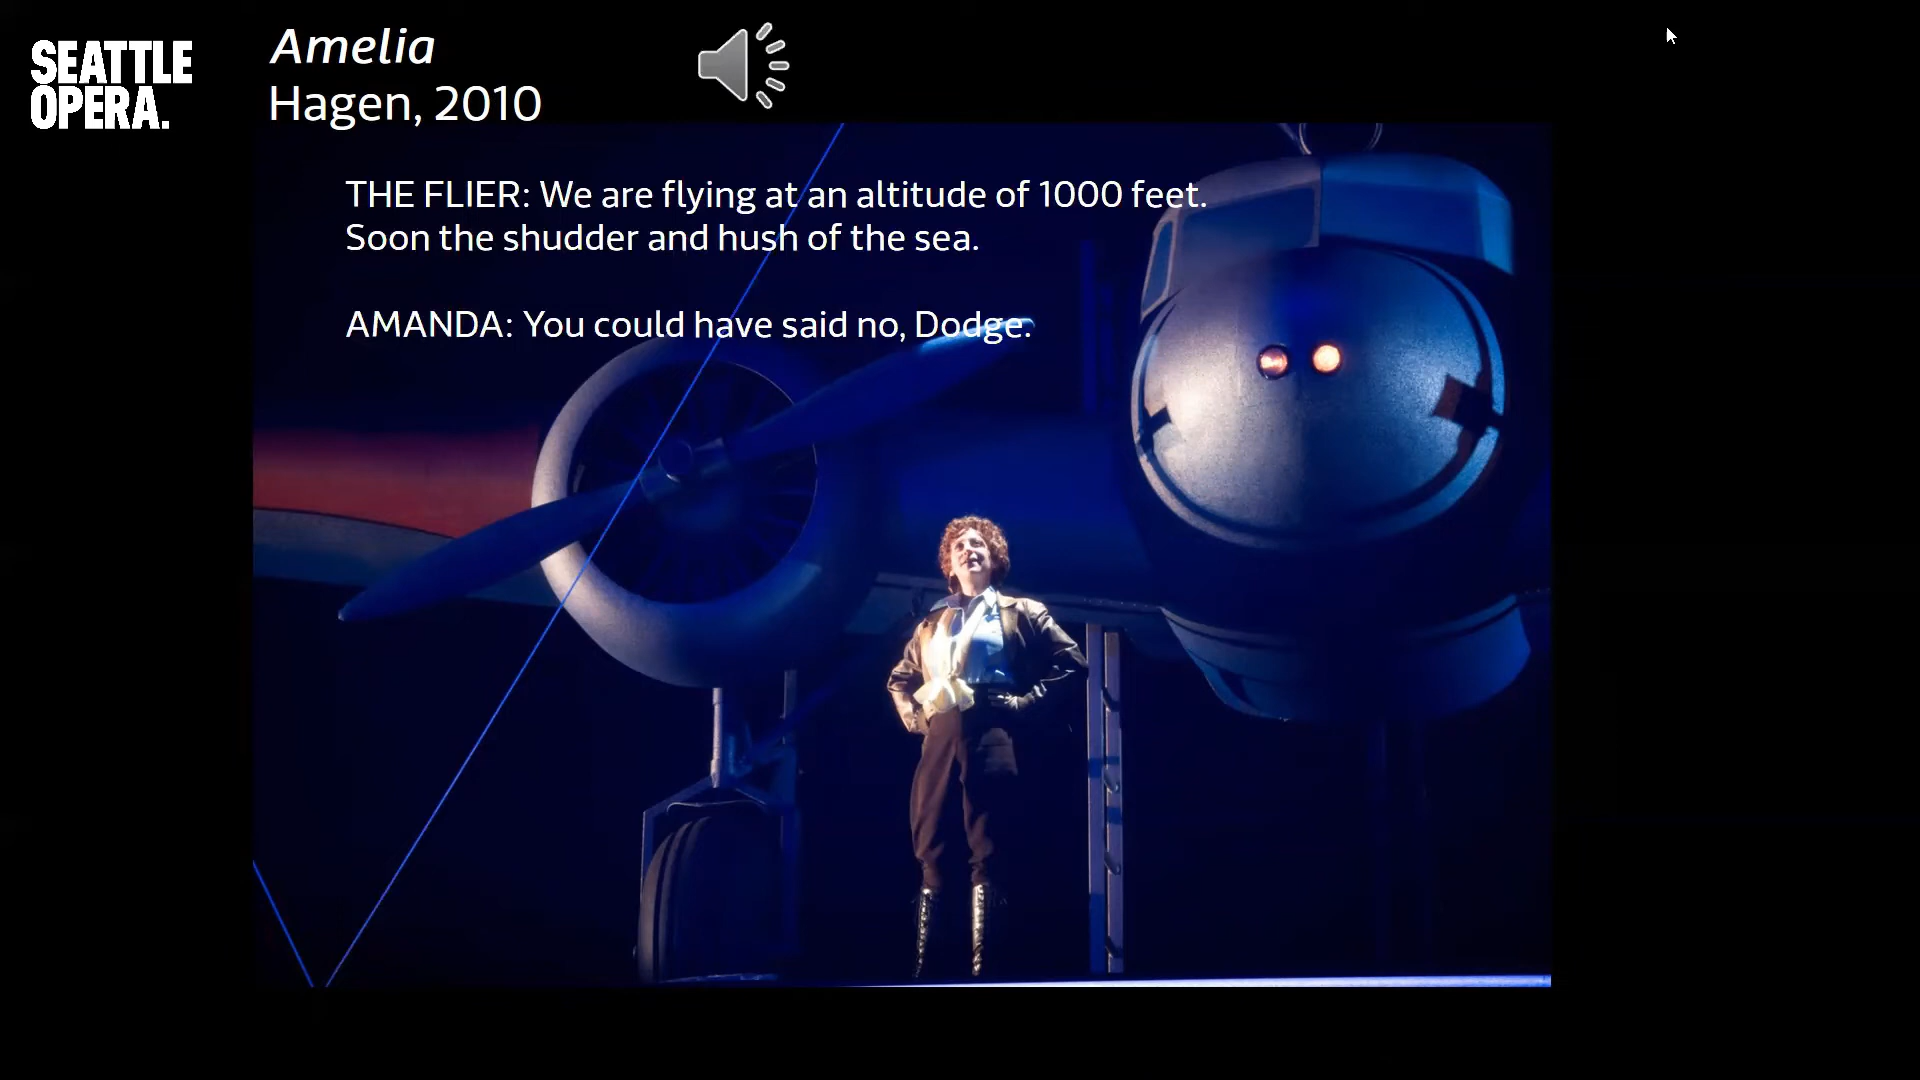 SEATTLE
OPERA.
Amelia
Hagen, 2010
THE FLIER: We are flying at an altitude of 1000 feet.
Soon the shudder and hush of the sea.
AMANDA: You could have said no, Dodge.